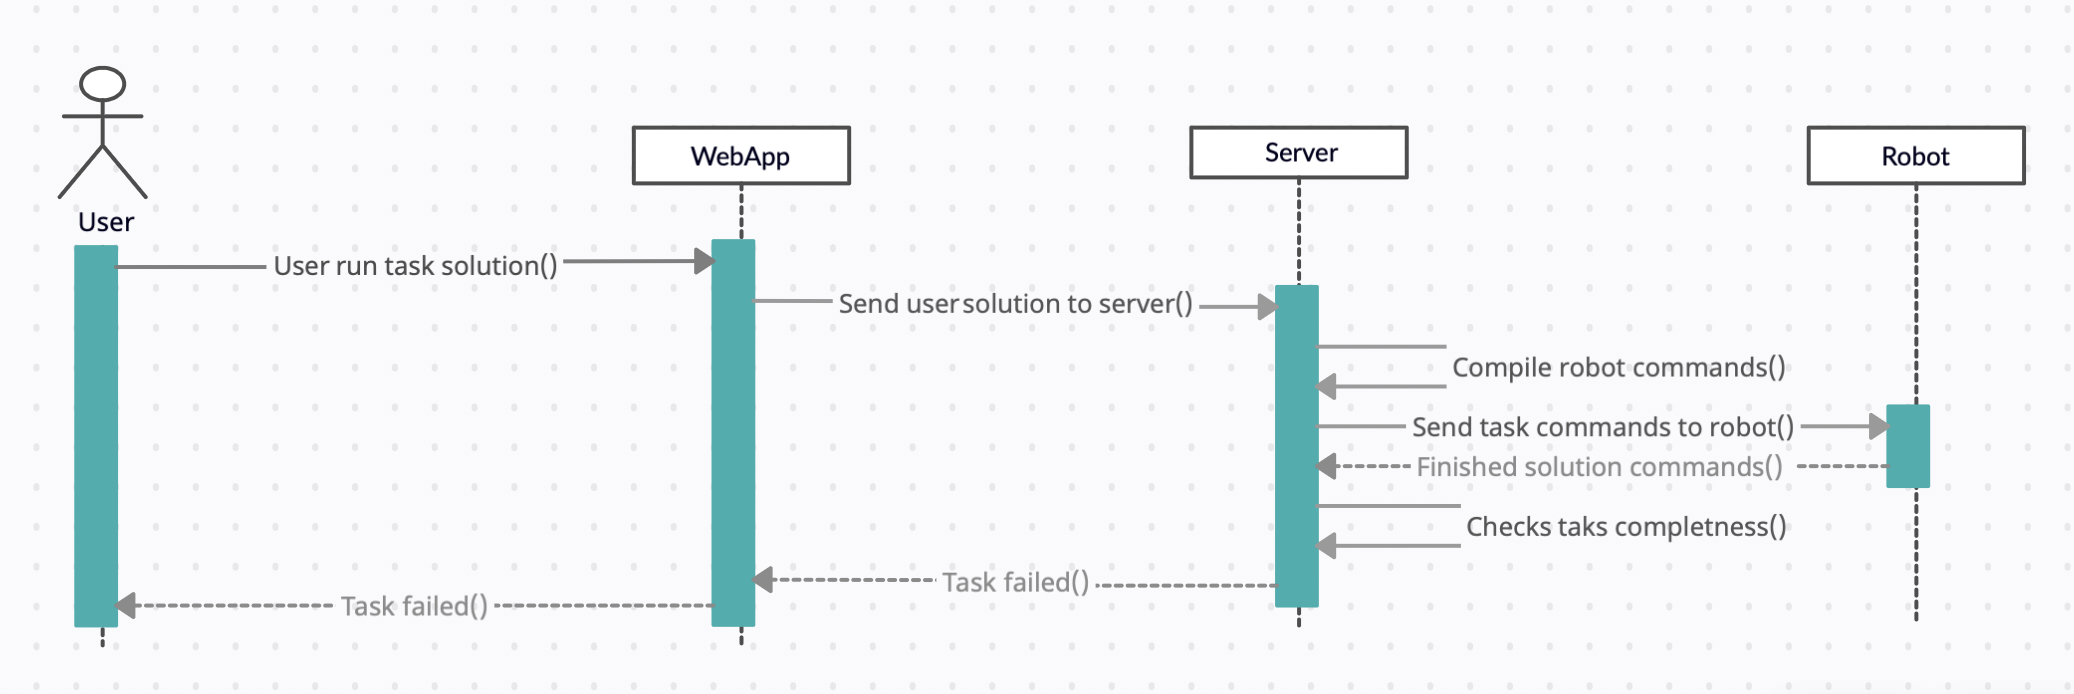 User
WebApp
Server
Robot
User run task solution()
Send user solution to server()
Compile robot commands()
Send task commands to robot()
Finished solution commands()
Checks taks completness()
Task failed()
Task failed()